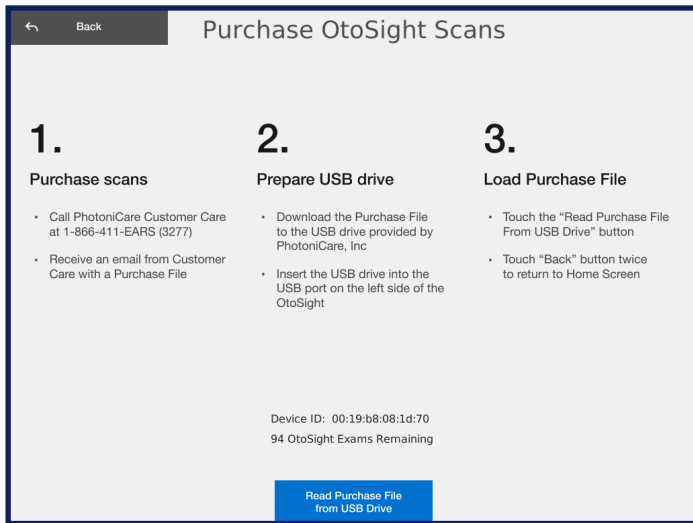 Back
Purchase OtoSight Scans
1.
Purchase scans
• Call PhotoniCare Customer Care
at 1-866-411-EARS (3277)
• Receive an email from Customer
Care with a Purchase File
2.
Prepare USB drive
• Download the Purchase File
to the USB drive provided by
PhotoniCare, Inc
• Insert the USB drive into the
USB port on the left side of the
OtoSight
3.
Load Purchase File
• Touch the “Read Purchase File
From USB Drive” button
• Touch “Back” button twice
to return to Home Screen
Device ID: 00:19:b8:08:1d:70
94 OtoSight Exams Remaining
Read Purchase File
from USB Drive